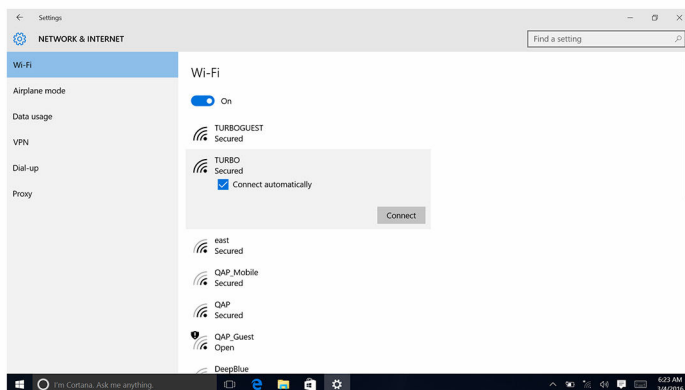 Settings
NETWORK & INTERNET
Find a setting
Wi-Fi
Airplane mode
Data usage
VPN
Dial-up
Proxy
Wi-Fi
On
TURBOGUEST
Secured
TURBO
Secured
Connect automatically
Connect
east
Secured
QAP_Mobile
Secured
QAP
Secured
QAP_Guest
Open
DeepBlue
I'm Cortana. Ask me anything.
6:23 AM
3/4/2016